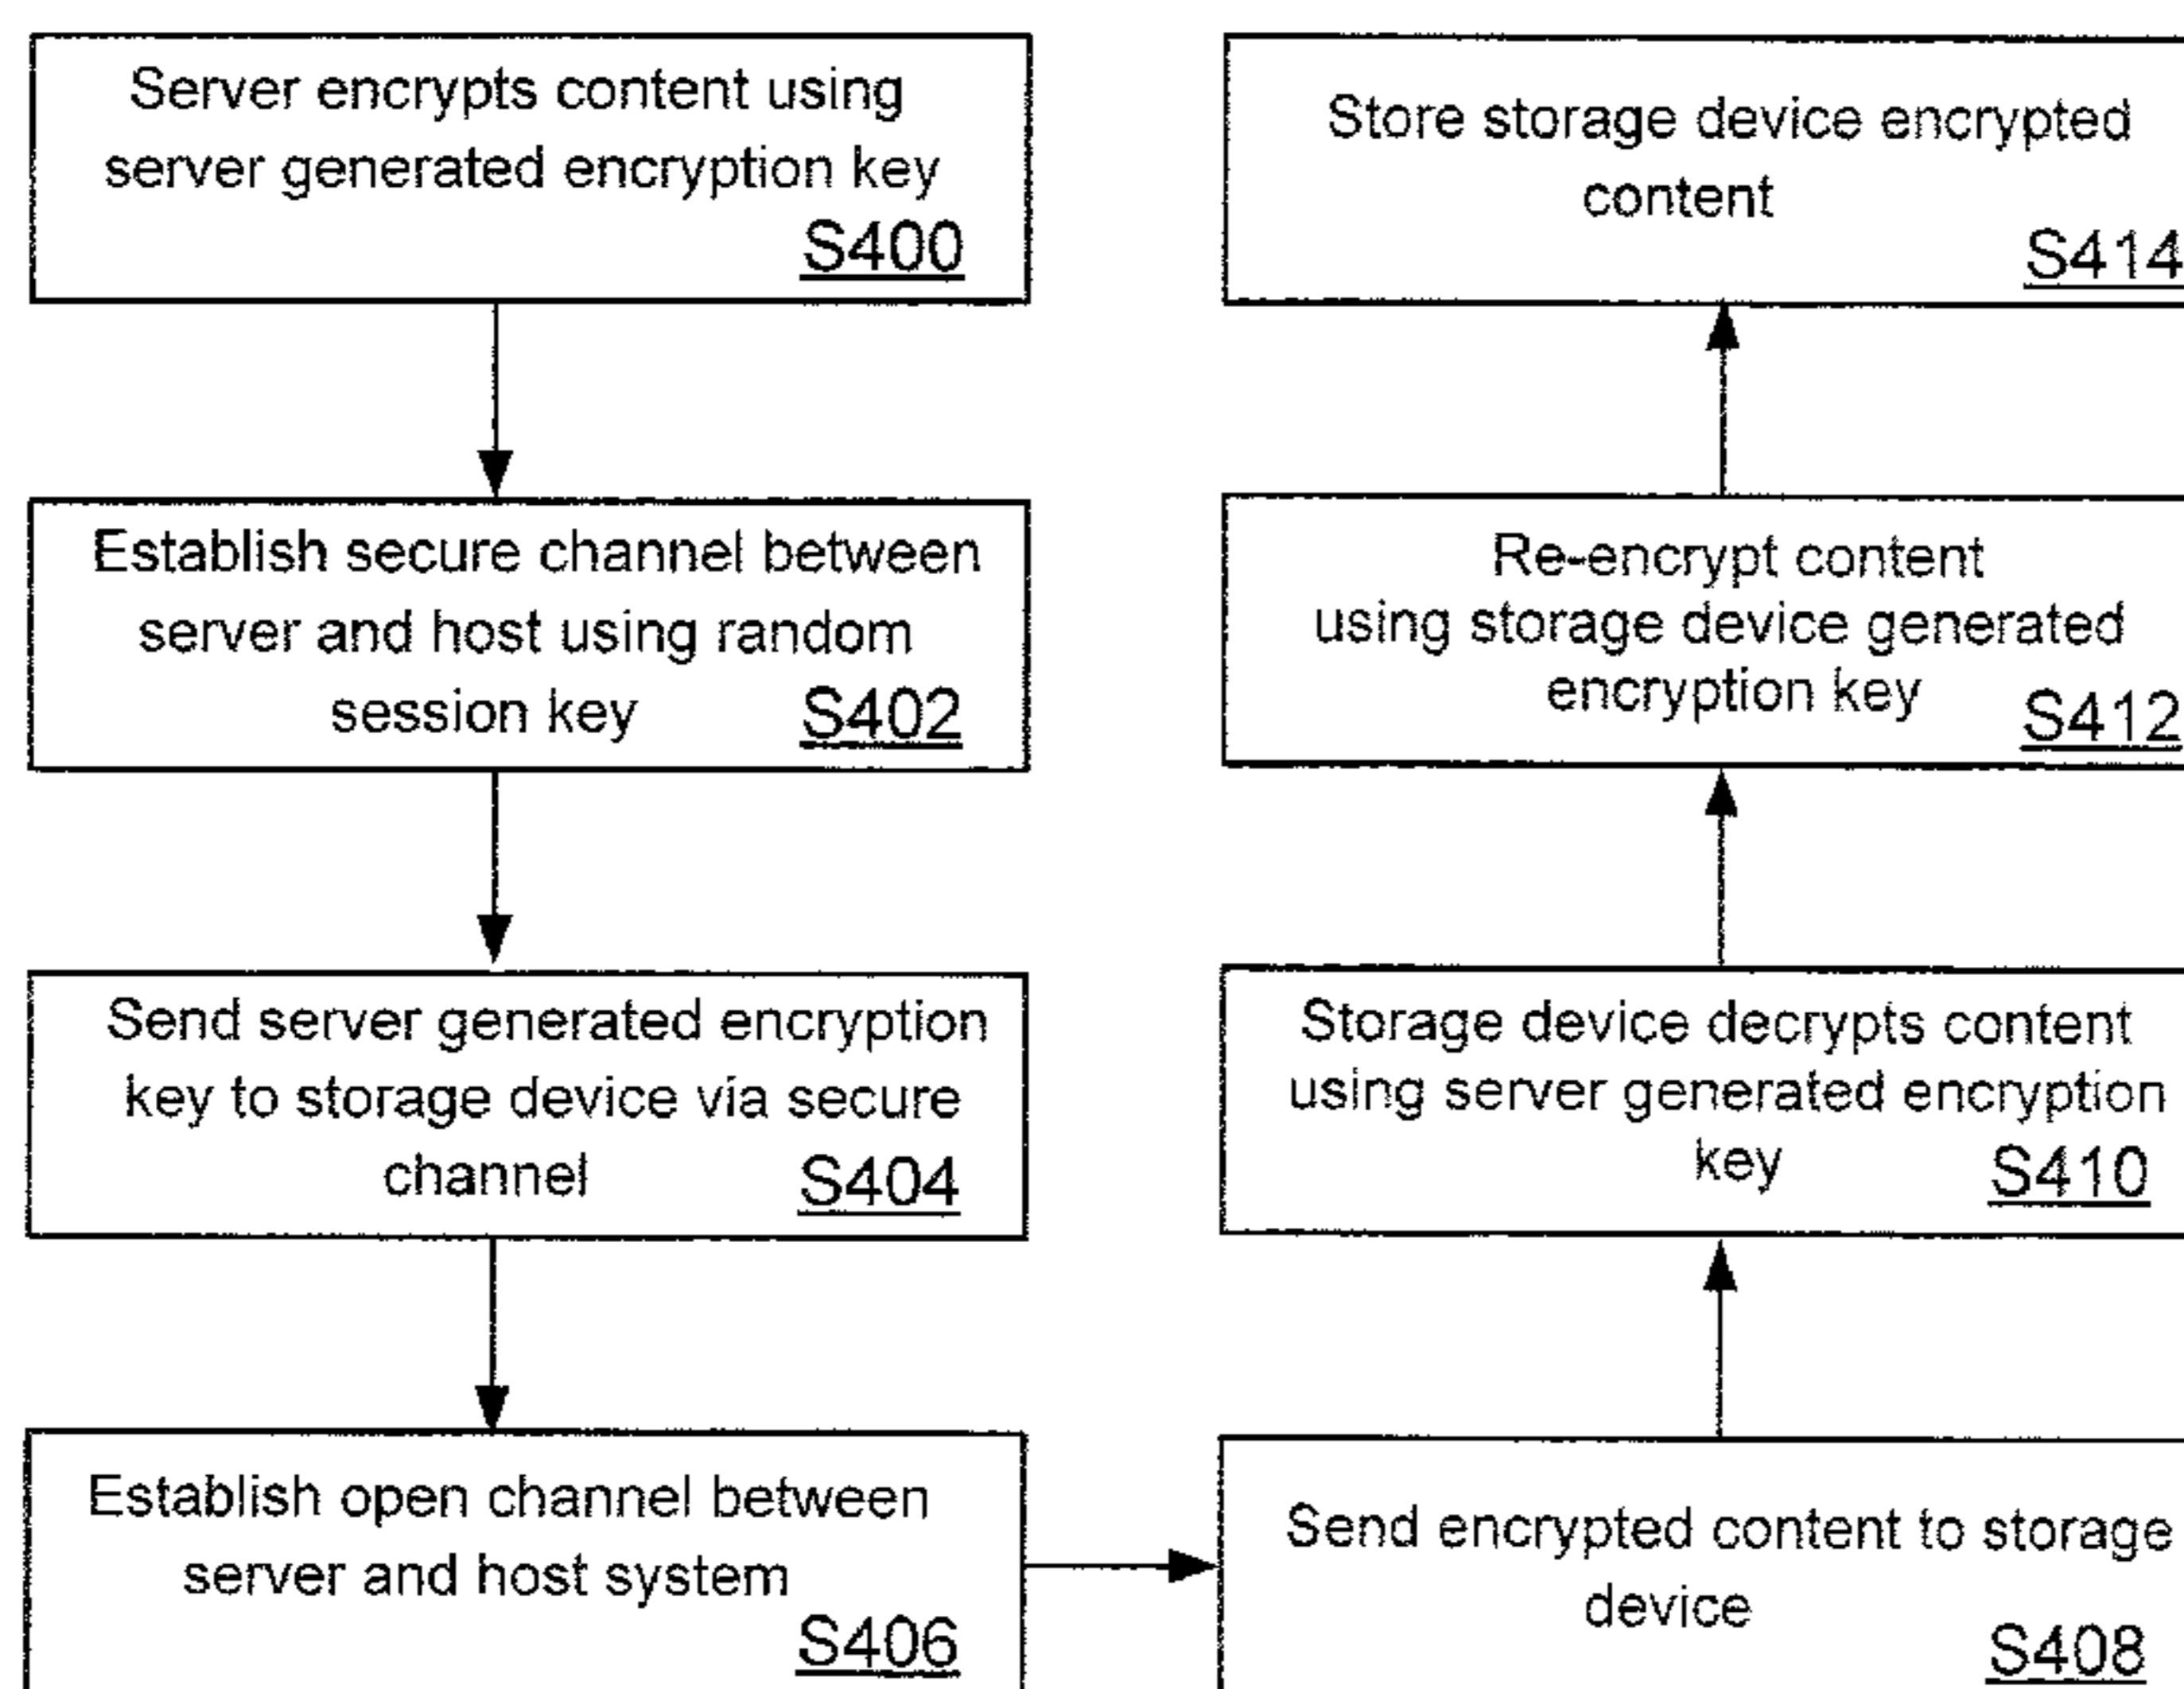 Server encrypts content using
server generated encryption key
S400
Establish secure channel between
server and host using random
session key S402
Send server generated encryption
key to storage device via secure
channel S404
Establish open channel between
server and host system
S406
Send encrypted content to storage
device
S408
Storage device decrypts content
using server generated encryption
key S410
Re-encrypt content
using storage device generated
encryption key S412
Store storage device encrypted
content
S414